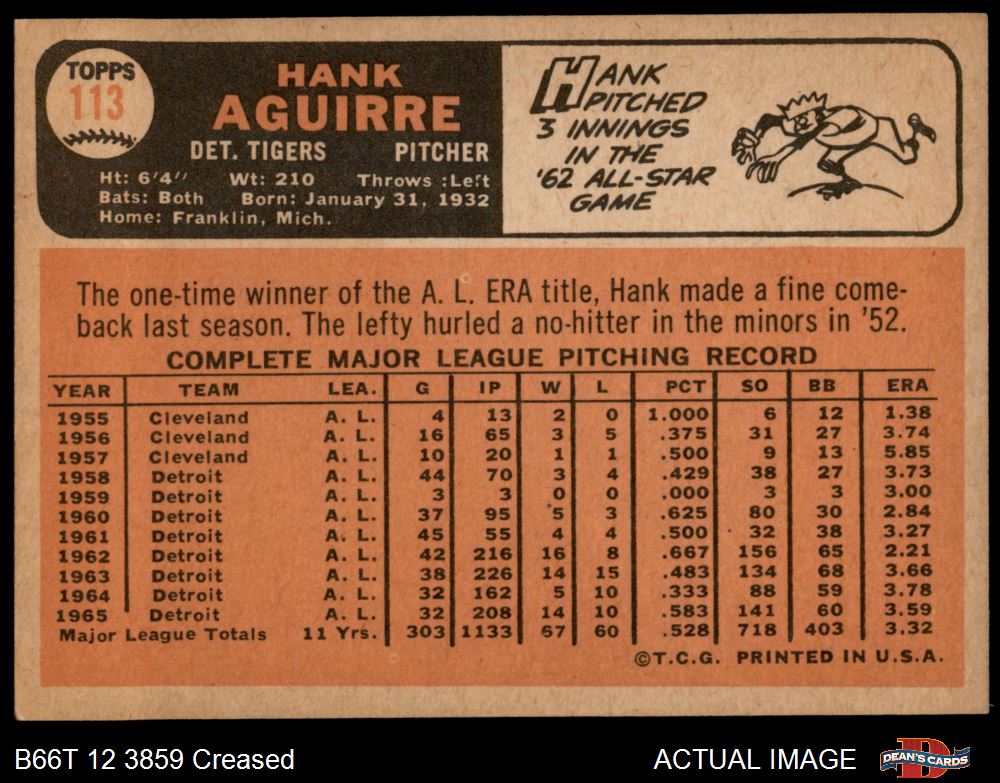 TOPPS
113
HANK
AGUIRRE
DET. TIGERS PITCHER
Ht: 6'4" Wt: 210 Throws :Left
Bats: Both Born: January 31, 1932
Home: Franklin, Mich.
HANK
PITCHED
3 INNINGS
IN THE
'62 ALL-STAR
GAME
The one-time winner of the A. L. ERA title, Hank made a fine come-
back last season. The lefty hurled a no-hitter in the minors in '52.
COMPLETE MAJOR LEAGUE PITCHING RECORD
YEAR TEAM LEA. G IP W L PCT SO BB ERA
1955 Cleveland A. L. 4 13 2 0 1.000 6 12 1.38
1956 Cleveland A. L. 16 65 3 5 .375 31 27 3.74
1957 Cleveland A. L. 10 20 1 1 .500 9 13 5.85
1958 Detroit A. L. 44 70 3 4 .429 38 27 3.73
1959 Detroit A. L. 3 3 0 0 .000 3 3 3.00
1960 Detroit A. L. 37 95 5 3 .625 80 30 2.84
1961 Detroit A. L. 45 55 4 4 .500 32 38 3.27
1962 Detroit A. L. 42 216 16 8 .667 156 65 2.21
1963 Detroit A. L. 38 226 14 15 .483 134 68 3.66
1964 Detroit A. L. 32 162 5 10 .333 88 59 3.78
1965 Detroit A. L. 32 208 14 10 .583 141 60 3.59
Major League Totals 11 Yrs. 303 1133 67 60 .528 718 403 3.32
©T.C.G. PRINTED IN U.S.A.
B66T 12 3859 Creased ACTUAL IMAGE
DEAN'S CARDS